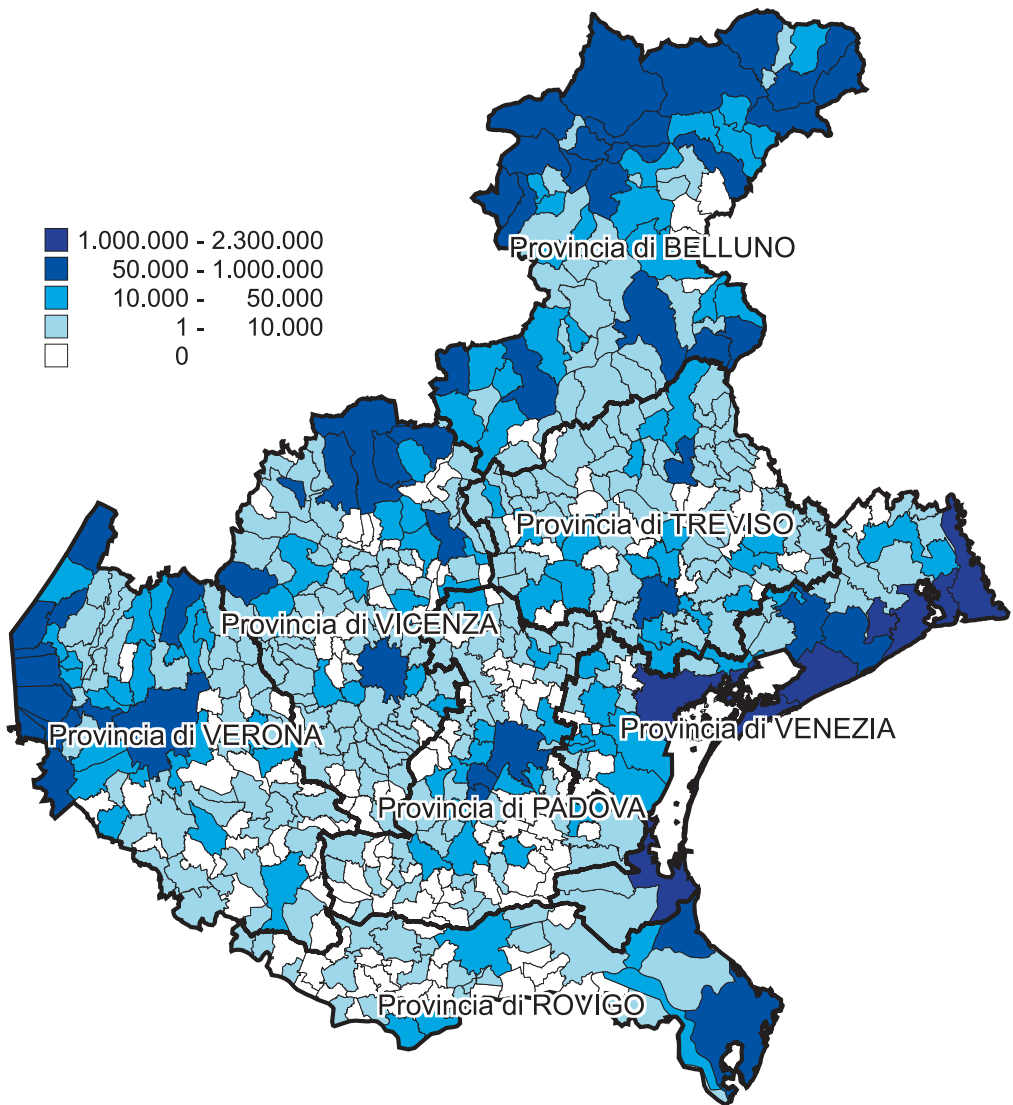 Provincia di BELLUNO
1.000.000 - 2.300.000
50.000 - 1.000.000
10.000 - 50.000
1 - 10.000
0
Provincia di TREVISO
Provincia di VICENZA
Provincia di VENEZIA
Provincia di VERONA
Provincia di PADOVA
Provincia di ROVIGO